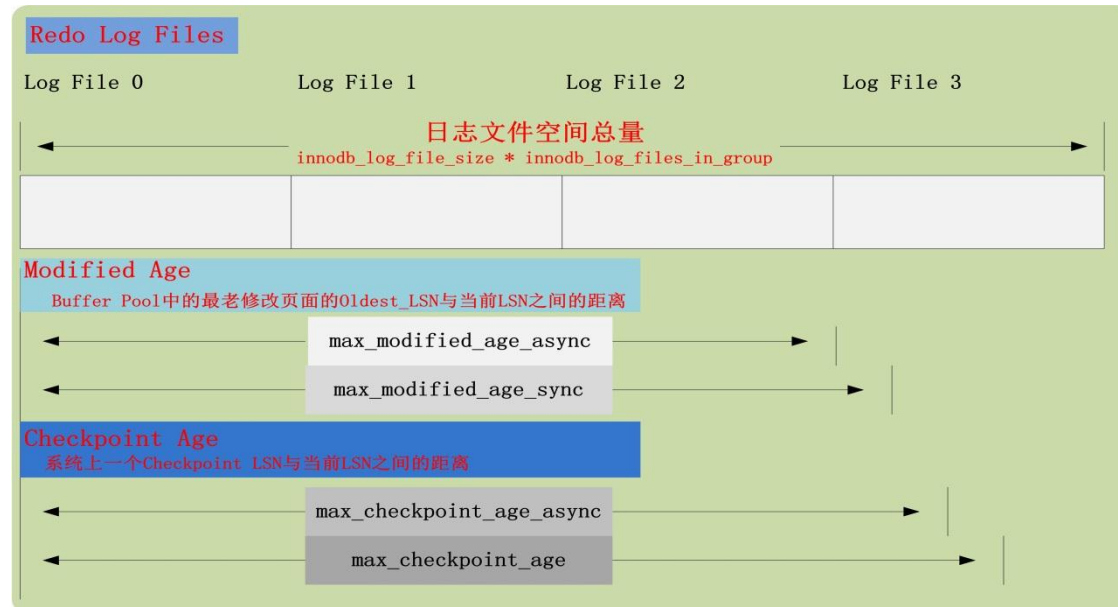 Redo Log Files
Log File 0 Log File 1 Log File 2 Log File 3
日志文件空间总量
innodb_log_file_size * innodb_log_files_in_group
Modified Age
Buffer Pool中的最老修改页面的Oldest_LSN与当前LSN之间的距离
max_modified_age_async
max_modified_age_sync
Checkpoint Age
系统上一个Checkpoint LSN与当前LSN之间的距离
max_checkpoint_age_async
max_checkpoint_age